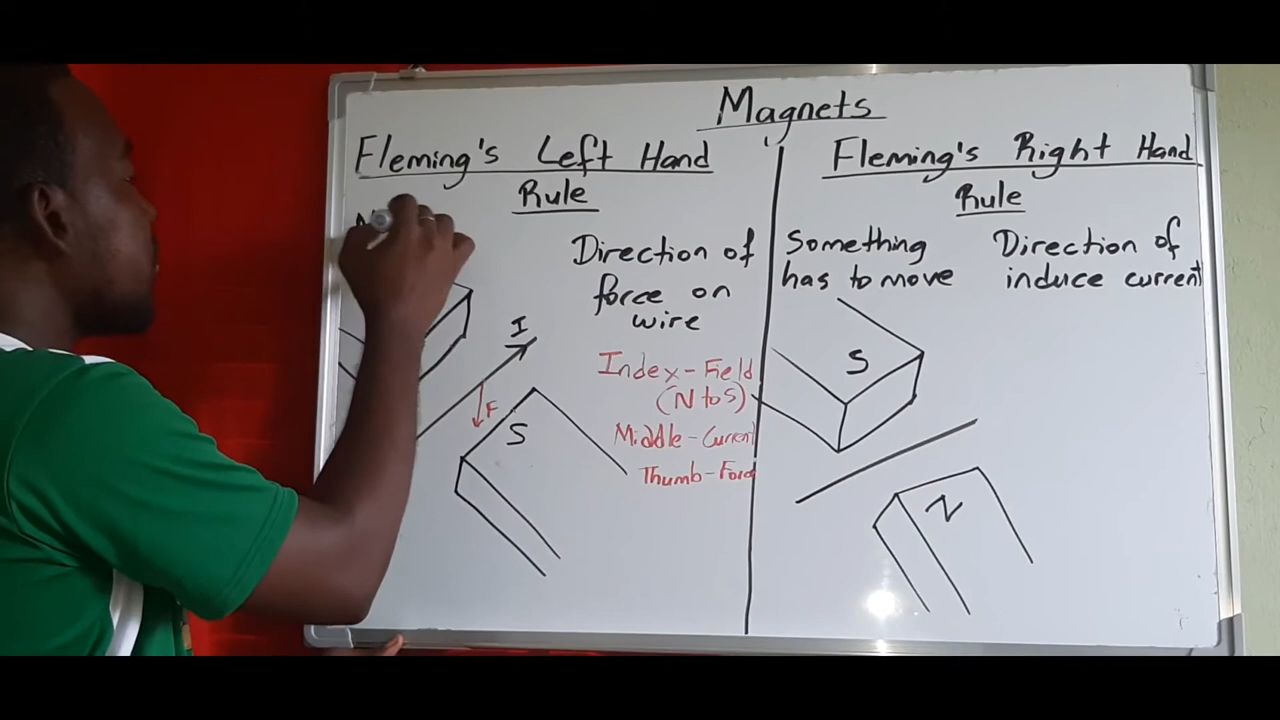 Magnets
Fleming's Left Hand
Rule
Direction of
force on
wire
I
Index-Field
(N to S)
F
S
Middle-Current
Thumb-Force
Fleming's Right Hand
Rule
Something
has to move
Direction of
induce current
S
N